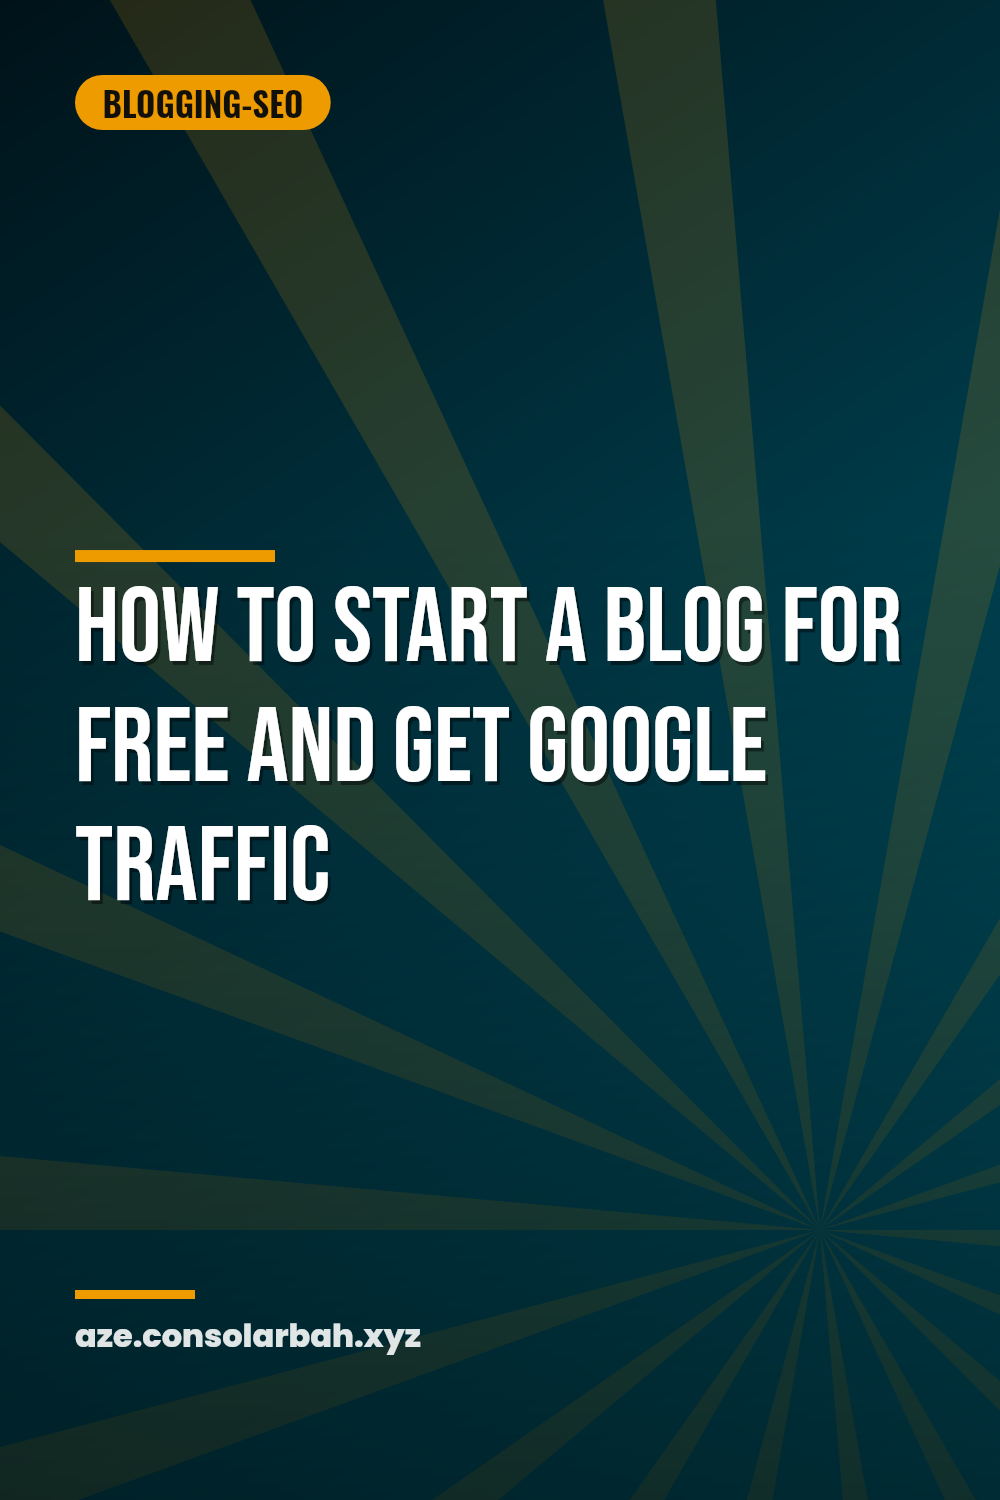 BLOGGING-SEO
HOW TO START A BLOG FOR
FREE AND GET GOOGLE
TRAFFIC
aze.consolarbah.xyz